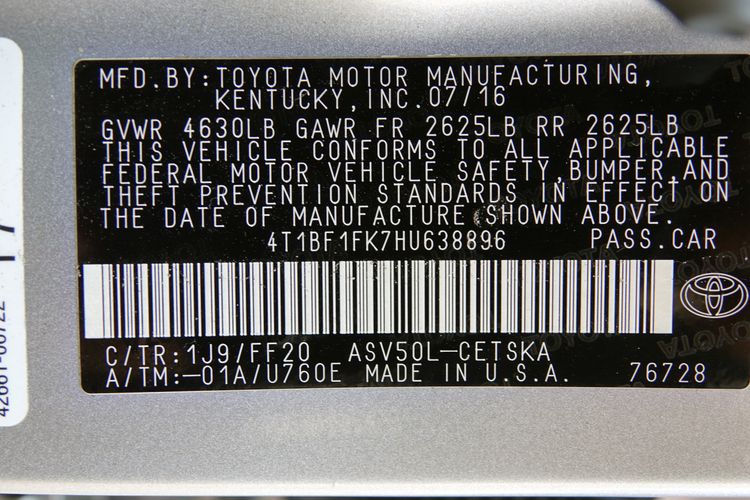 MFD.BY:TOYOTA MOTOR MANUFACTURING,
KENTUCKY,INC.07/16
GVWR 4630LB GAWR FR 2625LB RR 2625LB
THIS VEHICLE CONFORMS TO ALL APPLICABLE
FEDERAL MOTOR VEHICLE SAFETY,BUMPER,AND
THEFT PREVENTION STANDARDS IN EFFECT ON
THE DATE OF MANUFACTURE SHOWN ABOVE.
4T1BF1FK7HU638896 PASS.CAR
C/TR:1J9/FF20 ASV50L-CETSKA
A/TM:-01A/U760E MADE IN U.S.A. 76728